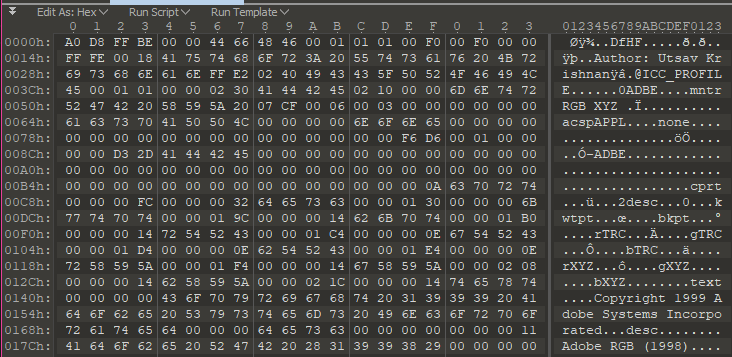 Edit As: Hex Run Script Run Template
0 1 2 3 4 5 6 7 8 9 A B C D E F 0 1 2 3 0123456789ABCDEF0123
0000h: A0 D8 FF BE 00 00 44 66 48 46 00 01 01 01 00 F0 00 F0 00 00  Øÿ¾..DfHF.....ð.ð..
0014h: FF FE 00 18 41 75 74 68 6F 72 3A 20 55 74 73 61 76 20 4B 72 ÿþ..Author: Utsav Kr
0028h: 69 73 68 6E 61 6E FF E2 02 40 49 43 43 5F 50 52 4F 46 49 4C ishnanÿâ.@ICC_PROFIL
003Ch: 45 00 01 01 00 00 02 30 41 44 42 45 02 10 00 00 6D 6E 74 72 E......0ADBE....mntr
0050h: 52 47 42 20 58 59 5A 20 07 CF 00 06 00 03 00 00 00 00 00 00 RGB XYZ .Ï..........
0064h: 61 63 73 70 41 50 50 4C 00 00 00 00 6E 6F 6E 65 00 00 00 00 acspAPPL....none....
0078h: 00 00 00 00 00 00 00 00 00 00 00 00 00 00 F6 D6 00 01 00 00 ..............öÖ....
008Ch: 00 00 D3 2D 41 44 42 45 00 00 00 00 00 00 00 00 00 00 00 00 ..Ó-ADBE............
00A0h: 00 00 00 00 00 00 00 00 00 00 00 00 00 00 00 00 00 00 00 00 ....................
00B4h: 00 00 00 00 00 00 00 00 00 00 00 00 00 00 00 0A 63 70 72 74 ................cprt
00C8h: 00 00 00 FC 00 00 00 32 64 65 73 63 00 00 01 30 00 00 00 6B ...ü...2desc...0...k
00DCh: 77 74 70 74 00 00 01 9C 00 00 00 14 62 6B 70 74 00 00 01 B0 wtpt...œ....bkpt...°
00F0h: 00 00 00 14 72 54 52 43 00 00 01 C4 00 00 00 0E 67 54 52 43 ....rTRC...Ä....gTRC
0104h: 00 00 01 D4 00 00 00 0E 62 54 52 43 00 00 01 E4 00 00 00 0E ...Ô....bTRC...ä....
0118h: 72 58 59 5A 00 00 01 F4 00 00 00 14 67 58 59 5A 00 00 02 08 rXYZ...ô....gXYZ....
012Ch: 00 00 00 14 62 58 59 5A 00 00 02 1C 00 00 00 14 74 65 78 74 ....bXYZ........text
0140h: 00 00 00 00 43 6F 70 79 72 69 67 68 74 20 31 39 39 39 20 41 ....Copyright 1999 A
0154h: 64 6F 62 65 20 53 79 73 74 65 6D 73 20 49 6E 63 6F 72 70 6F dobe Systems Incorpo
0168h: 72 61 74 65 64 00 00 00 64 65 73 63 00 00 00 00 00 00 00 11 rated...desc........
017Ch: 41 64 6F 62 65 20 52 47 42 20 28 31 39 39 38 29 00 00 00 00 Adobe RGB (1998)....